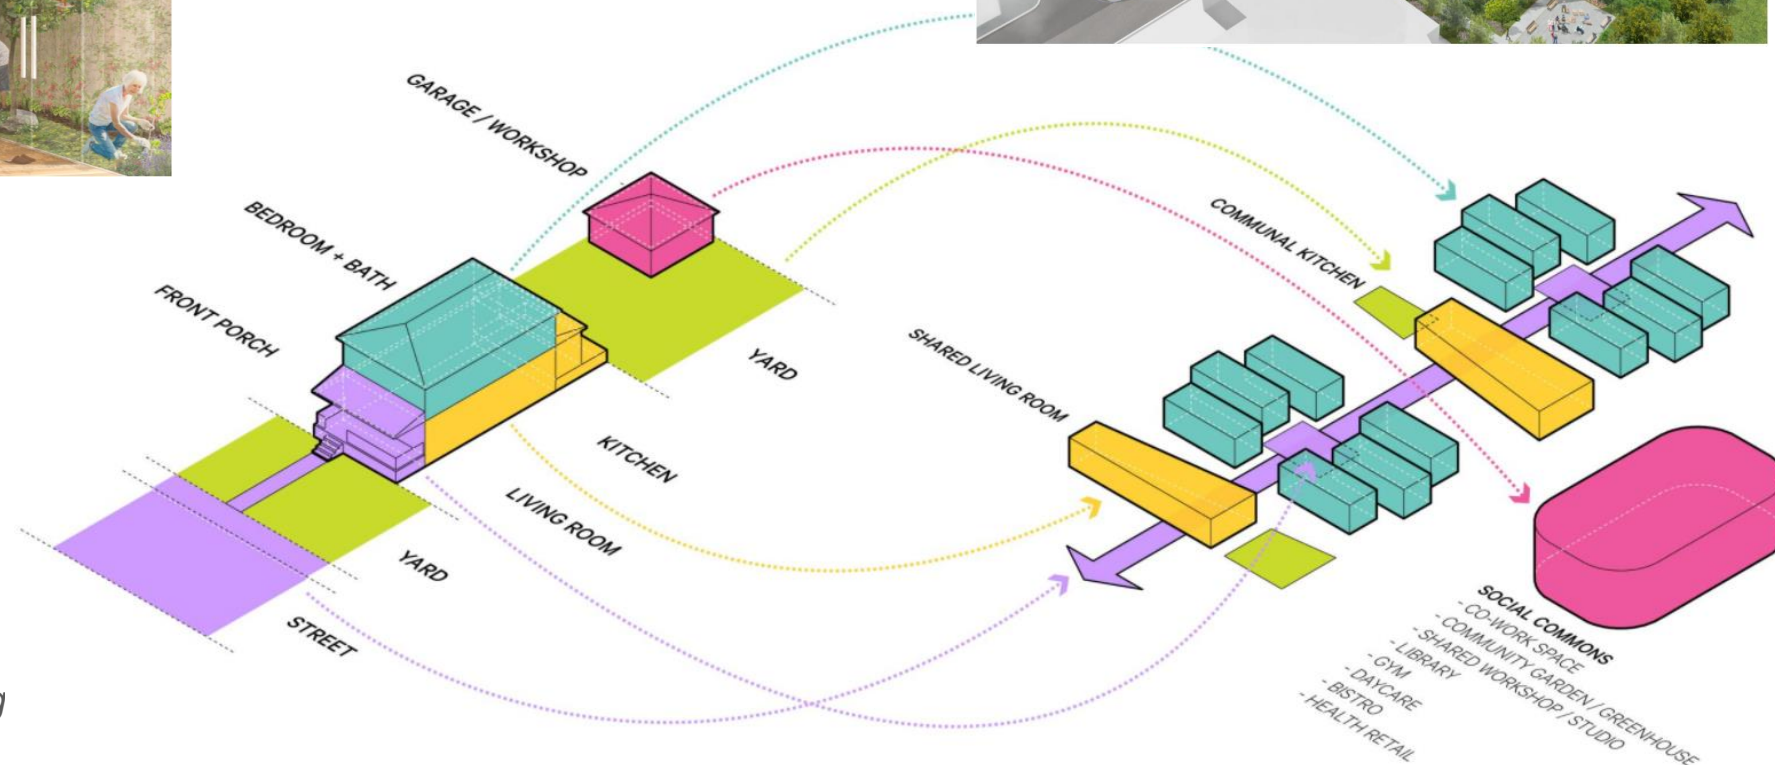 GARAGE / WORKSHOP
BEDROOM + BATH
FRONT PORCH
YARD
KITCHEN
LIVING ROOM
YARD
STREET
COMMUNAL KITCHEN
SHARED LIVING ROOM
SOCIAL COMMONS
- CO-WORK SPACE
- COMMUNITY GARDEN / GREENHOUSE
- SHARED WORKSHOP / STUDIO
- LIBRARY
- GYM
- DAYCARE
- BISTRO
- HEALTH RETAIL